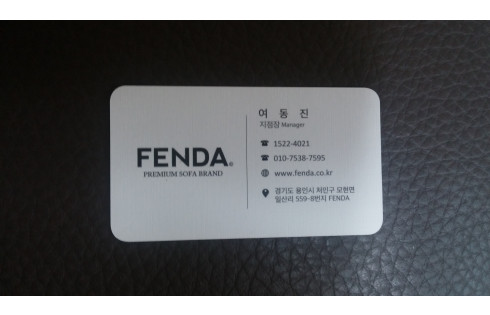 FENDA®
PREMIUM SOFA BRAND
여 동 진
지점장 Manager
1522-4021
010-7538-7595
www.fenda.co.kr
경기도 용인시 처인구 모현면
일산리 559-8번지 FENDA